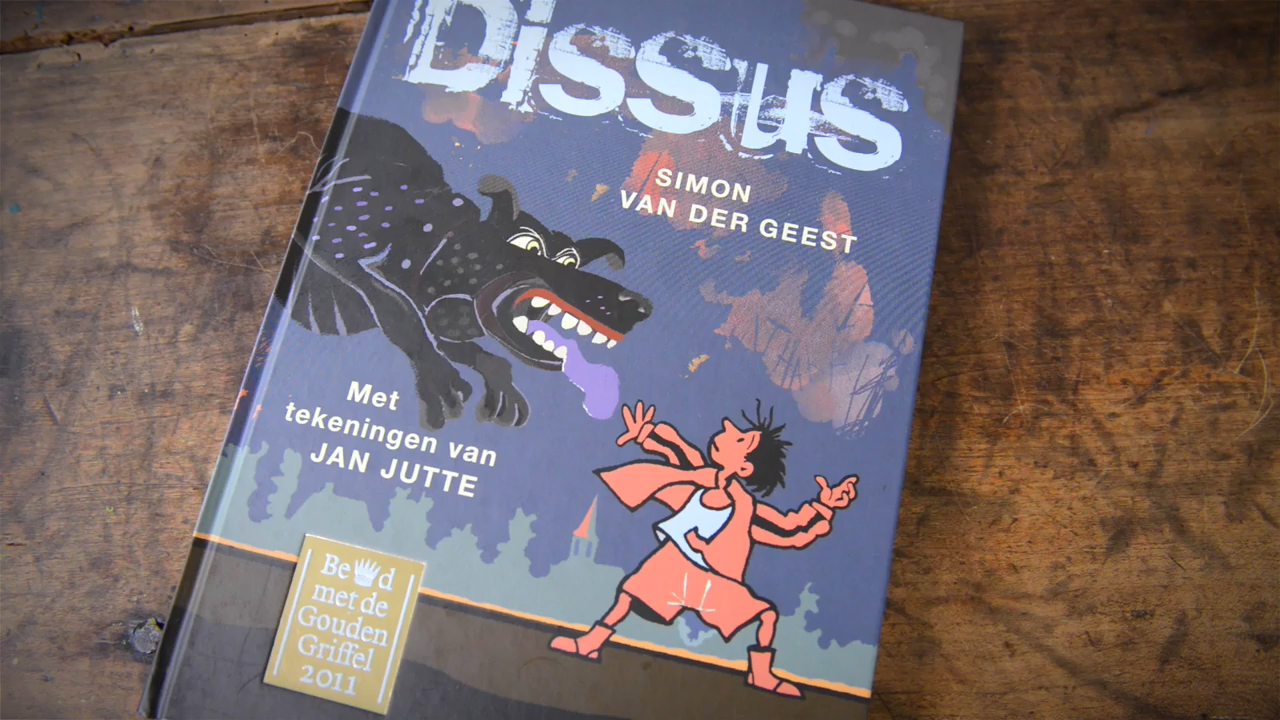 Dissus
SIMON
VAN DER GEEST
Met
tekeningen van
JAN JUTTE
Be d
met de
Gouden
Griffel
2011